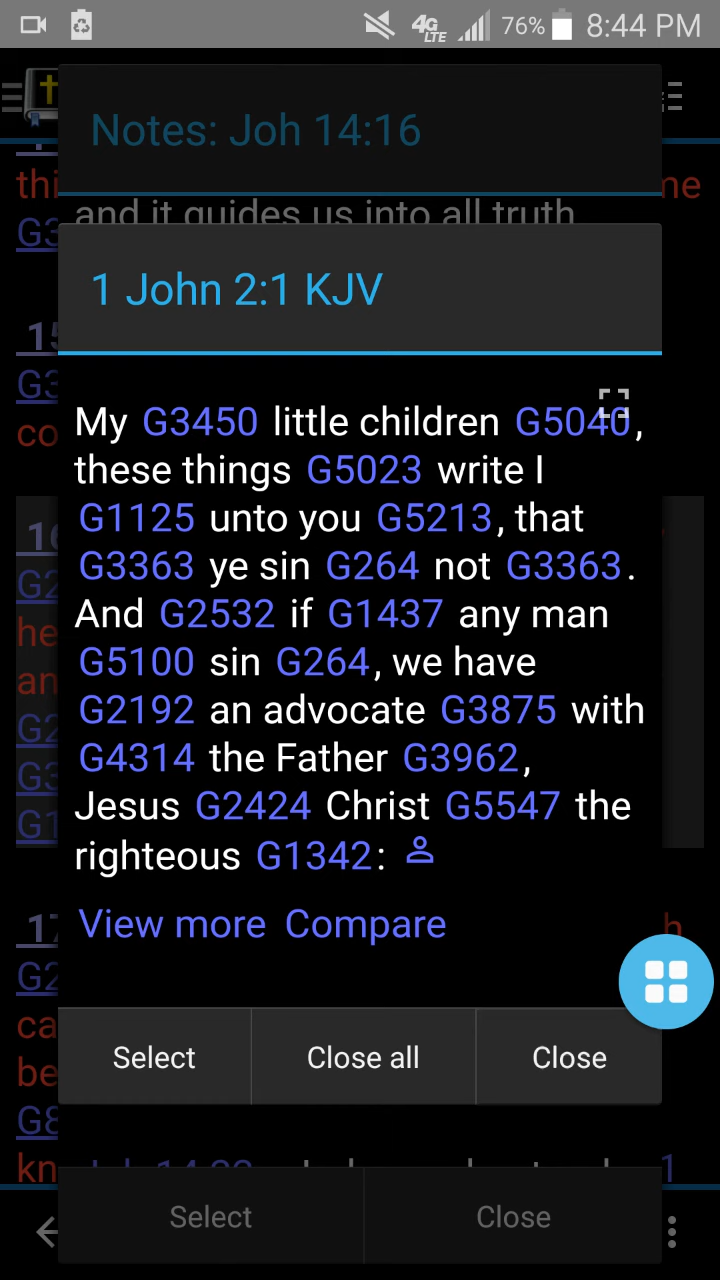 76% 8:44 PM
4G LTE
Notes: Joh 14:16
and it guides us into all truth
1 John 2:1 KJV
My G3450 little children G5040,
these things G5023 write I
G1125 unto you G5213, that
G3363 ye sin G264 not G3363.
And G2532 if G1437 any man
G5100 sin G264, we have
G2192 an advocate G3875 with
G4314 the Father G3962,
Jesus G2424 Christ G5547 the
righteous G1342:
View more Compare
Select Close all Close
Select Close